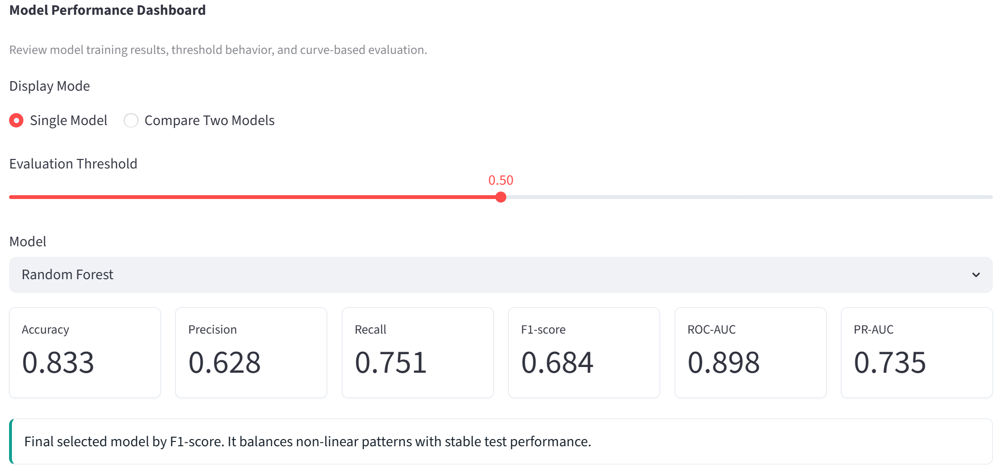 Model Performance Dashboard
Review model training results, threshold behavior, and curve-based evaluation.
Display Mode
Single Model Compare Two Models
Evaluation Threshold
0.50
Model
Random Forest
Accuracy Precision Recall F1-score ROC-AUC PR-AUC
0.833 0.628 0.751 0.684 0.898 0.735
Final selected model by F1-score. It balances non-linear patterns with stable test performance.